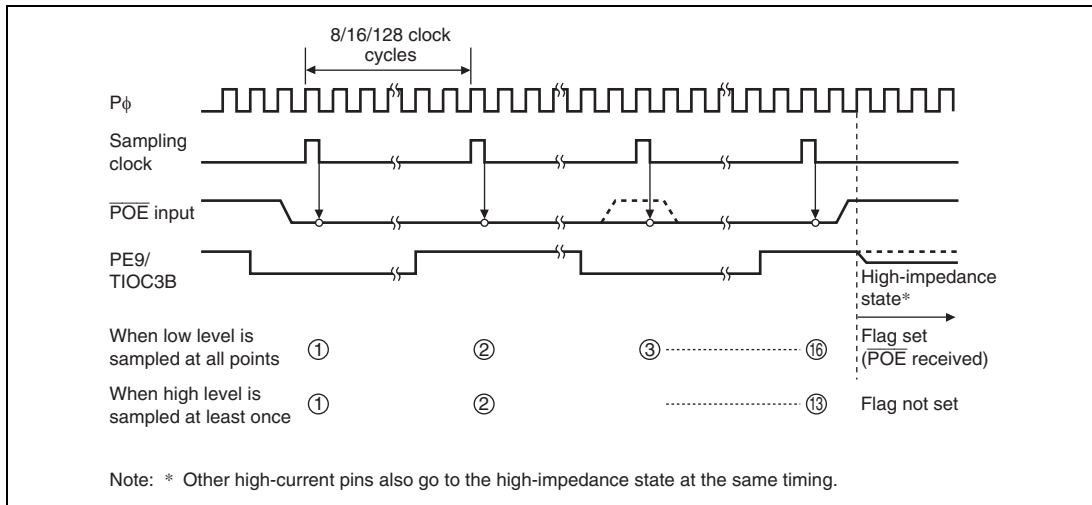 8/16/128 clock
cycles
Pϕ
Sampling
clock
POE input
PE9/
TIOC3B
High-impedance
state*
When low level is
sampled at all points
① ② ③ ⑯
Flag set
(POE received)
When high level is
sampled at least once
① ② ⑬
Flag not set
Note: * Other high-current pins also go to the high-impedance state at the same timing.